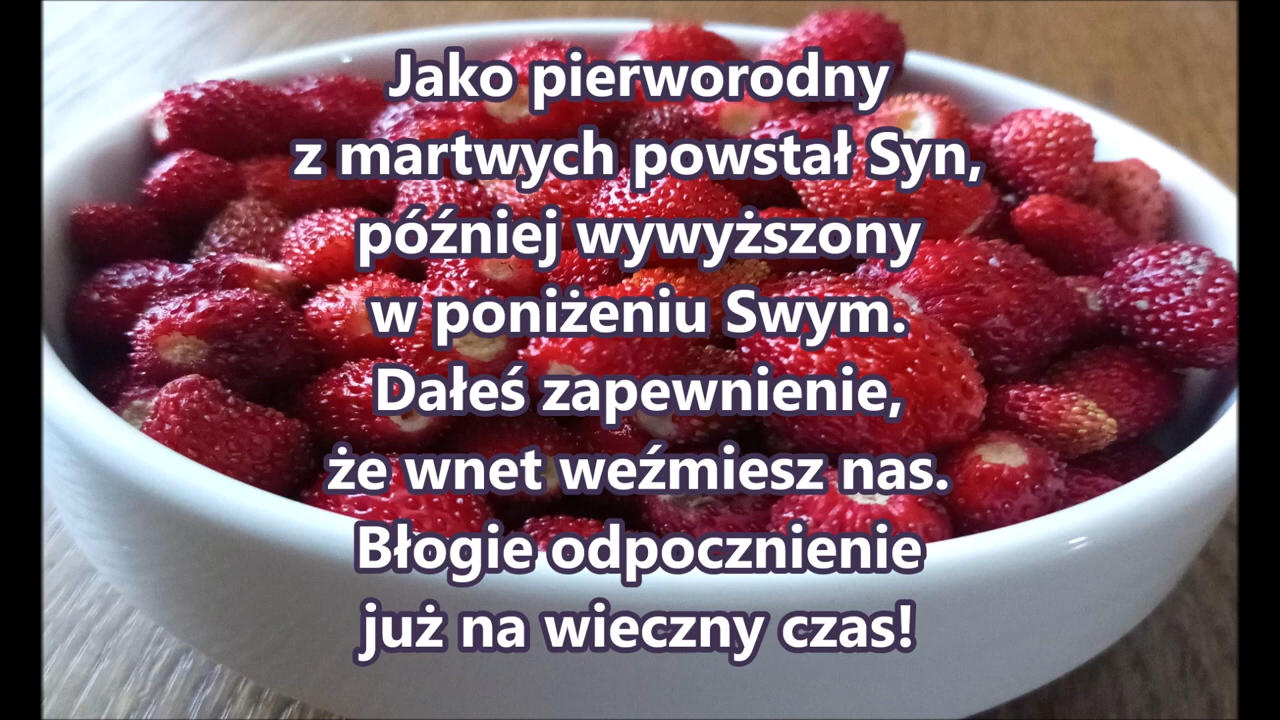 Jako pierworodny
z martwych powstał Syn,
później wywyższony
w poniżeniu Swym.
Dałeś zapewnienie,
że wnet weźmiesz nas.
Błogie odpocznienie
już na wieczny czas!